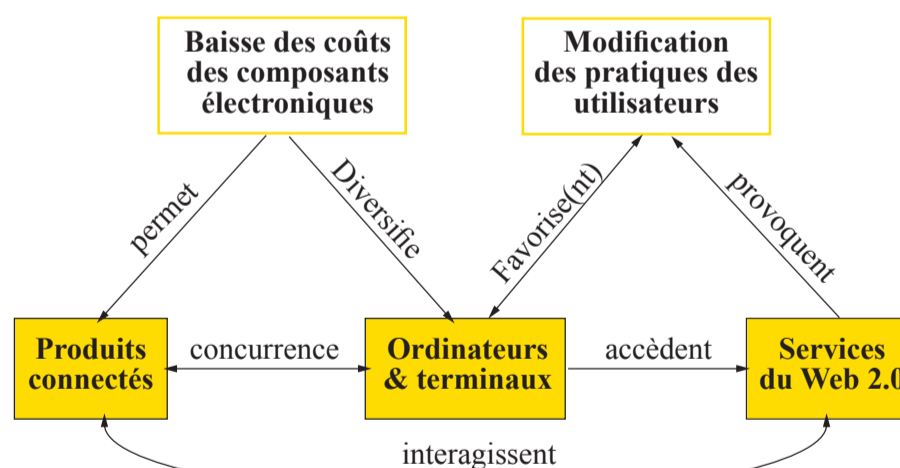 Baisse des coûts
des composants
électroniques
Modification
des pratiques des
utilisateurs
permet
Diversifie
Favorise(nt)
provoquent
Produits
connectés
concurrence
Ordinateurs
& terminaux
accèdent
Services
du Web 2.0
interagissent